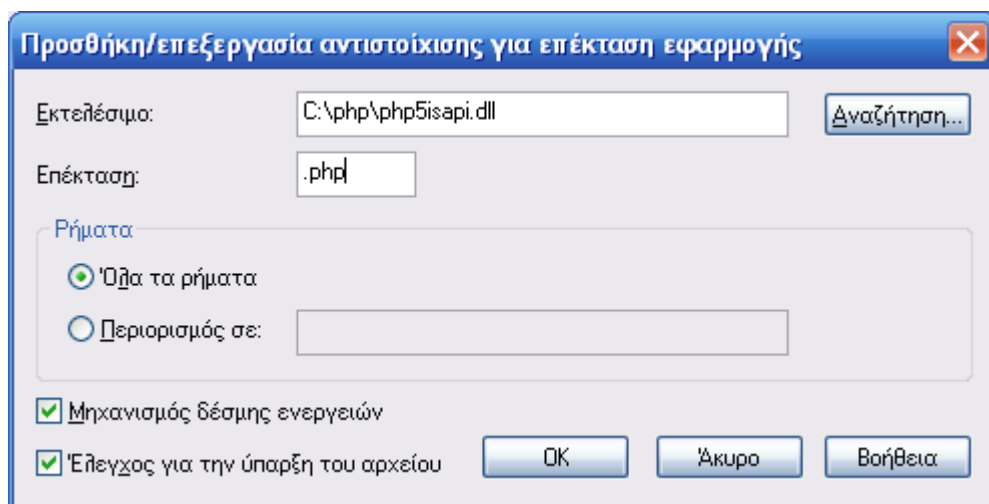 Προσθήκη/επεξεργασία αντιστοίχισης για επέκταση εφαρμογής
Εκτελέσιμο: C:\php\php5isapi.dll Αναζήτηση...
Επέκταση: .php
Ρήματα
Όλα τα ρήματα
Περιορισμός σε:
Μηχανισμός δέσμης ενεργειών
Έλεγχος για την ύπαρξη του αρχείου OK Άκυρο Βοήθεια